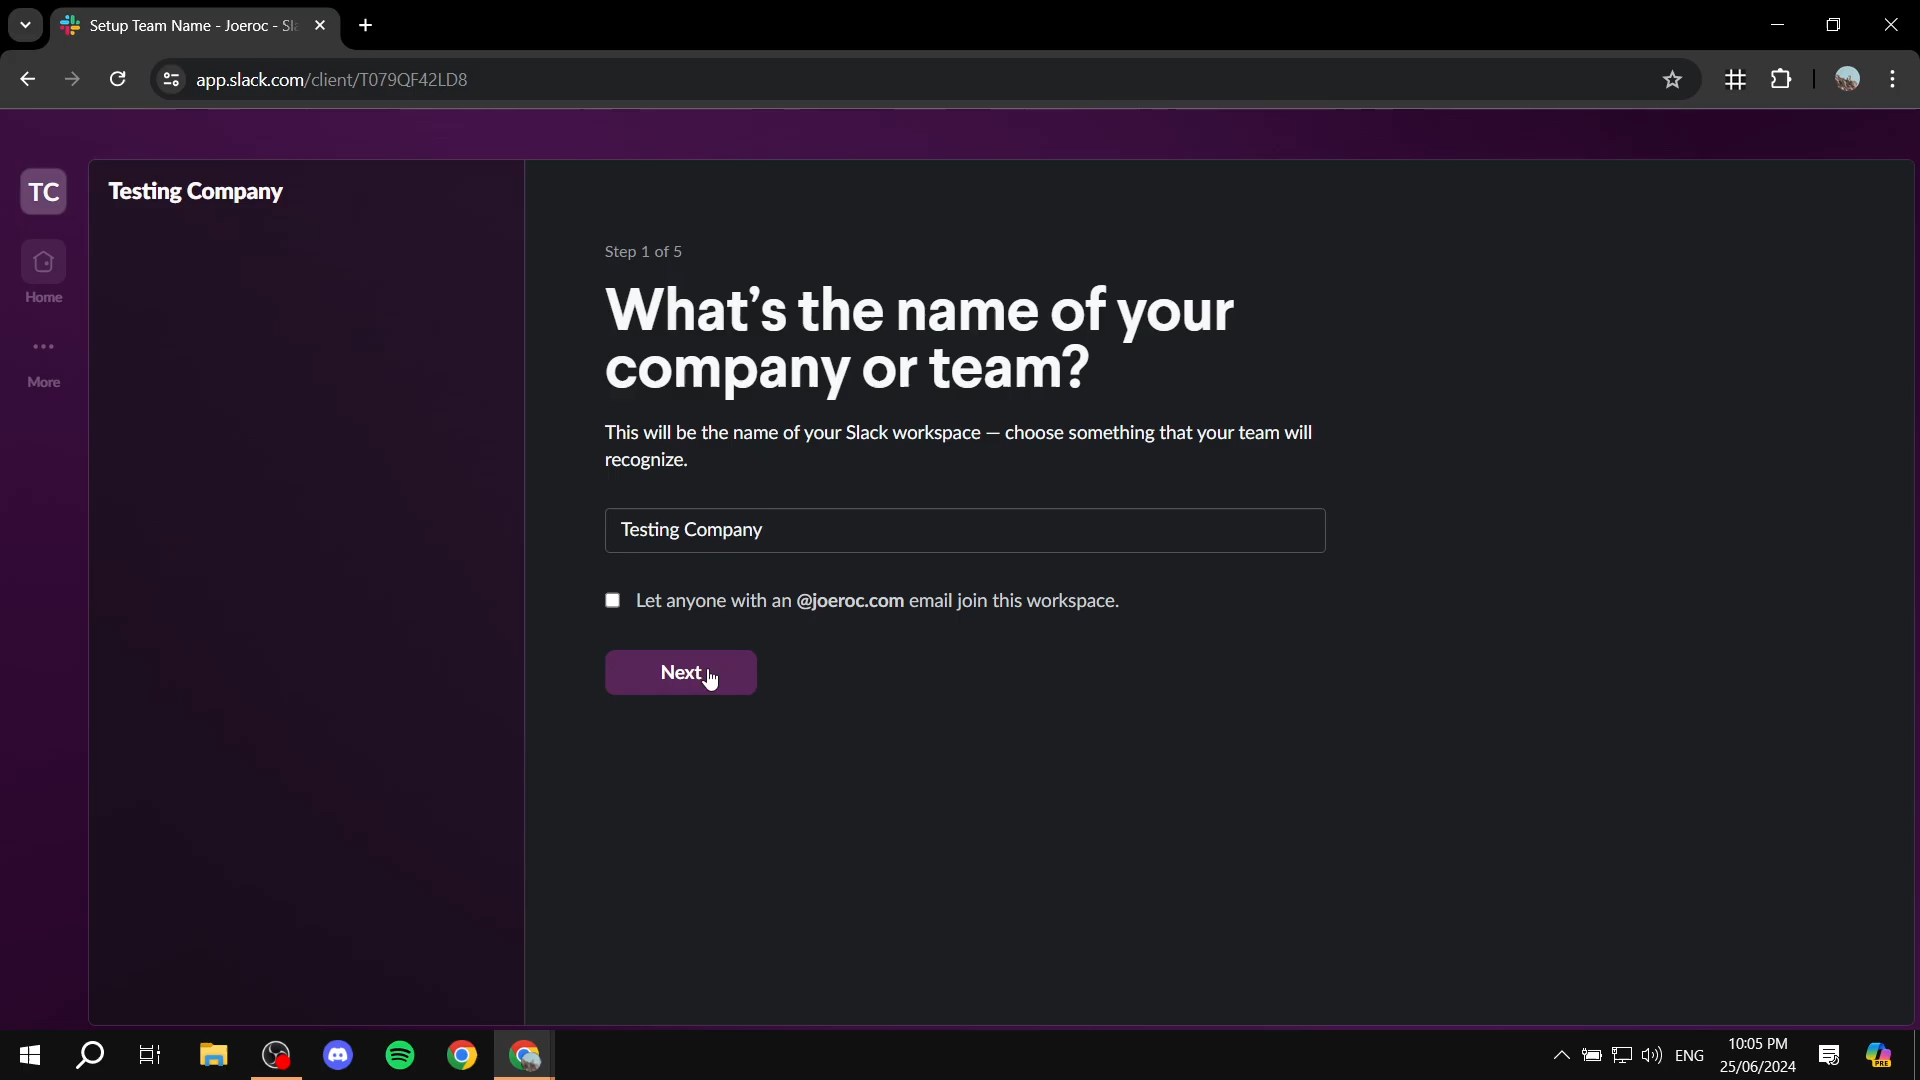 Setup Team Name - Joeroc - Sla
app.slack.com/client/T079QF42LD8
TC
Testing Company
Home
More
Step 1 of 5
What's the name of your
company or team?
This will be the name of your Slack workspace — choose something that your team will
recognize.
Testing Company
Let anyone with an @joeroc.com email join this workspace.
Next
ENG
10:05 PM
25/06/2024
PRE